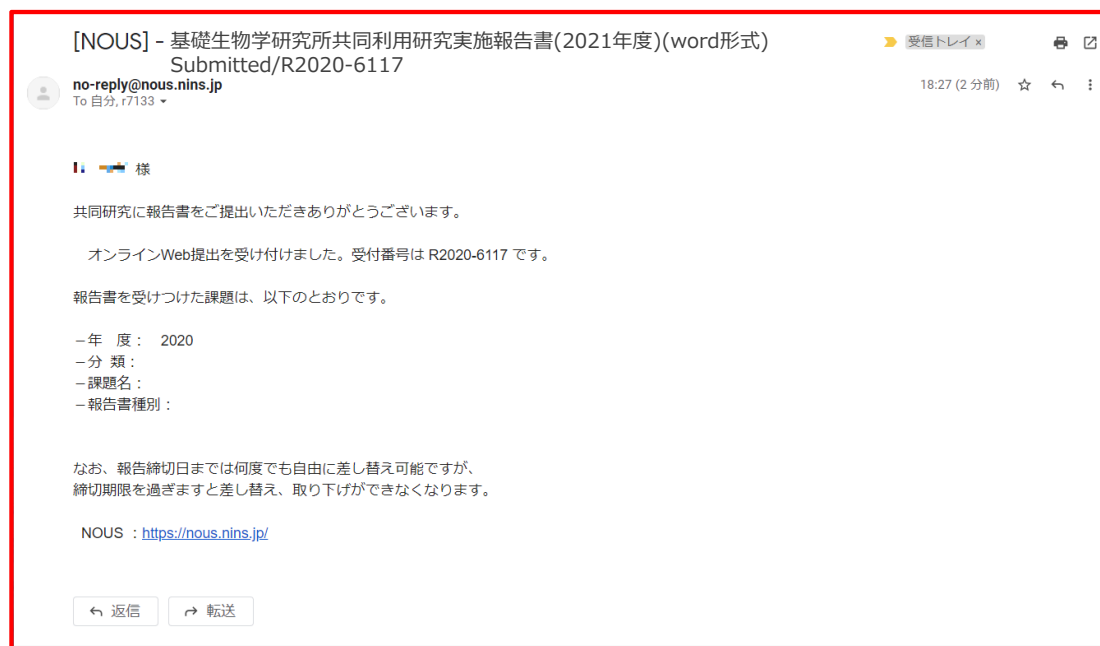 [NOUS] - 基礎生物学研究所共同利用研究実施報告書(2021年度)(word形式)
Submitted/R2020-6117
受信トレイ ×
no-reply@nous.nins.jp
18:27 (2 分前)
To 自分, r7133
様
共同研究に報告書をご提出いただきありがとうございます。
オンラインWeb提出を受け付けました。受付番号は R2020-6117 です。
報告書を受けつけた課題は、以下のとおりです。
－年　度： 2020
－分 類：
－課題名：
－報告書種別：
なお、報告締切日までは何度でも自由に差し替え可能ですが、
締切期限を過ぎますと差し替え、取り下げができなくなります。
NOUS ：https://nous.nins.jp/
返信
転送